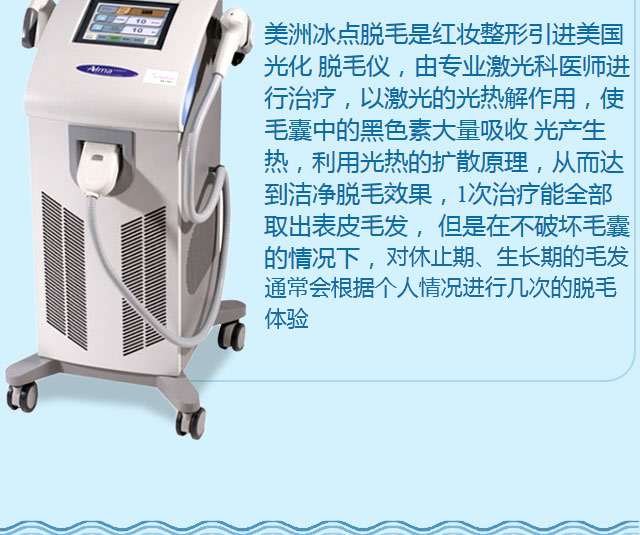 美洲冰点脱毛是红妆整形引进美国
光化 脱毛仪，由专业激光科医师进
行治疗，以激光的光热解作用，使
毛囊中的黑色素大量吸收 光产生
热，利用光热的扩散原理，从而达
到洁净脱毛效果，1次治疗能全部
取出表皮毛发， 但是在不破坏毛囊
的情况下，对休止期、生长期的毛发
通常会根据个人情况进行几次的脱毛
体验
Alma
10
10